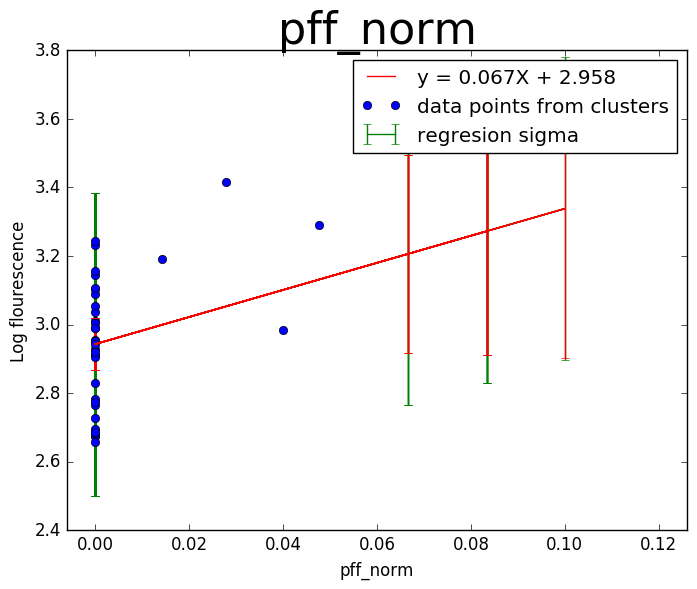 pff_norm
3.8
3.6
3.4
3.2
3.0
2.8
2.6
2.4
Log flourescence
y = 0.067X + 2.958
data points from clusters
regresion sigma
0.00 0.02 0.04 0.06 0.08 0.10 0.12
pff_norm